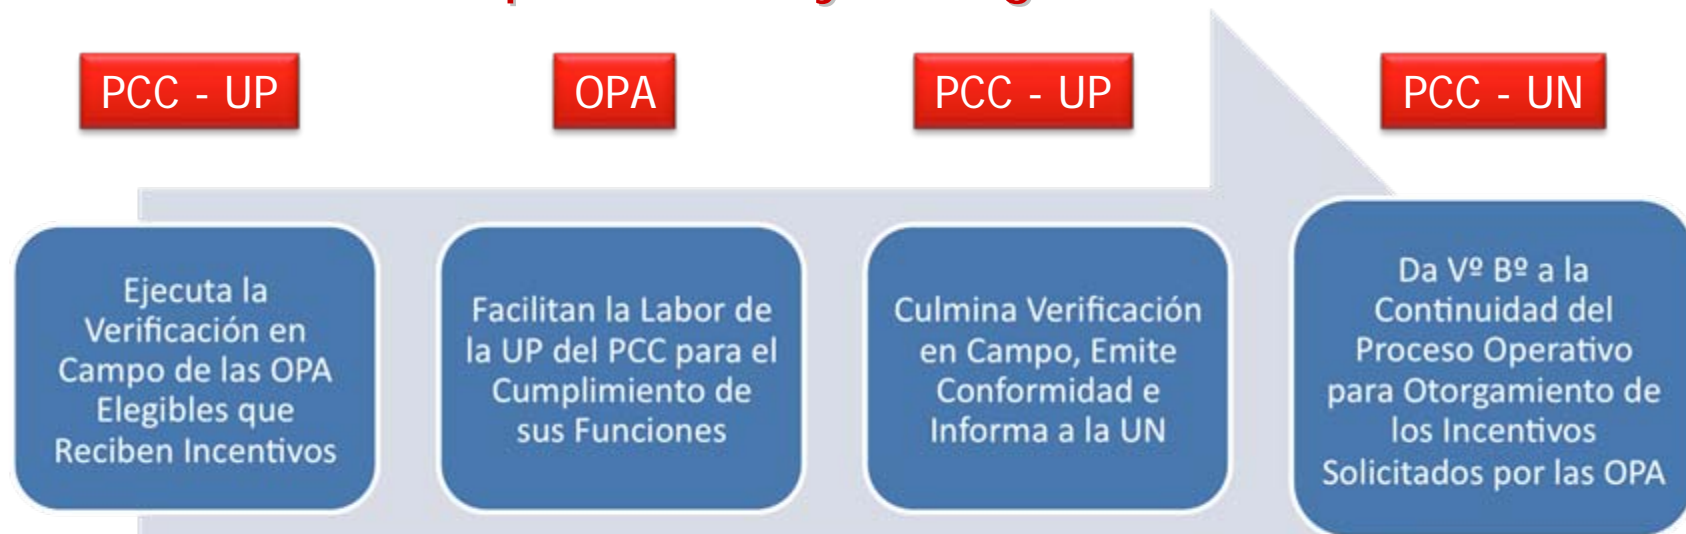 PCC - UP
OPA
PCC - UP
PCC - UN
Ejecuta la
Verificación en
Campo de las OPA
Elegibles que
Reciben Incentivos
Facilitan la Labor de
la UP del PCC para el
Cumplimiento de
sus Funciones
Culmina Verificación
en Campo, Emite
Conformidad e
Informa a la UN
Da Vº Bº a la
Continuidad del
Proceso Operativo
para Otorgamiento de
los Incentivos
Solicitados por las OPA